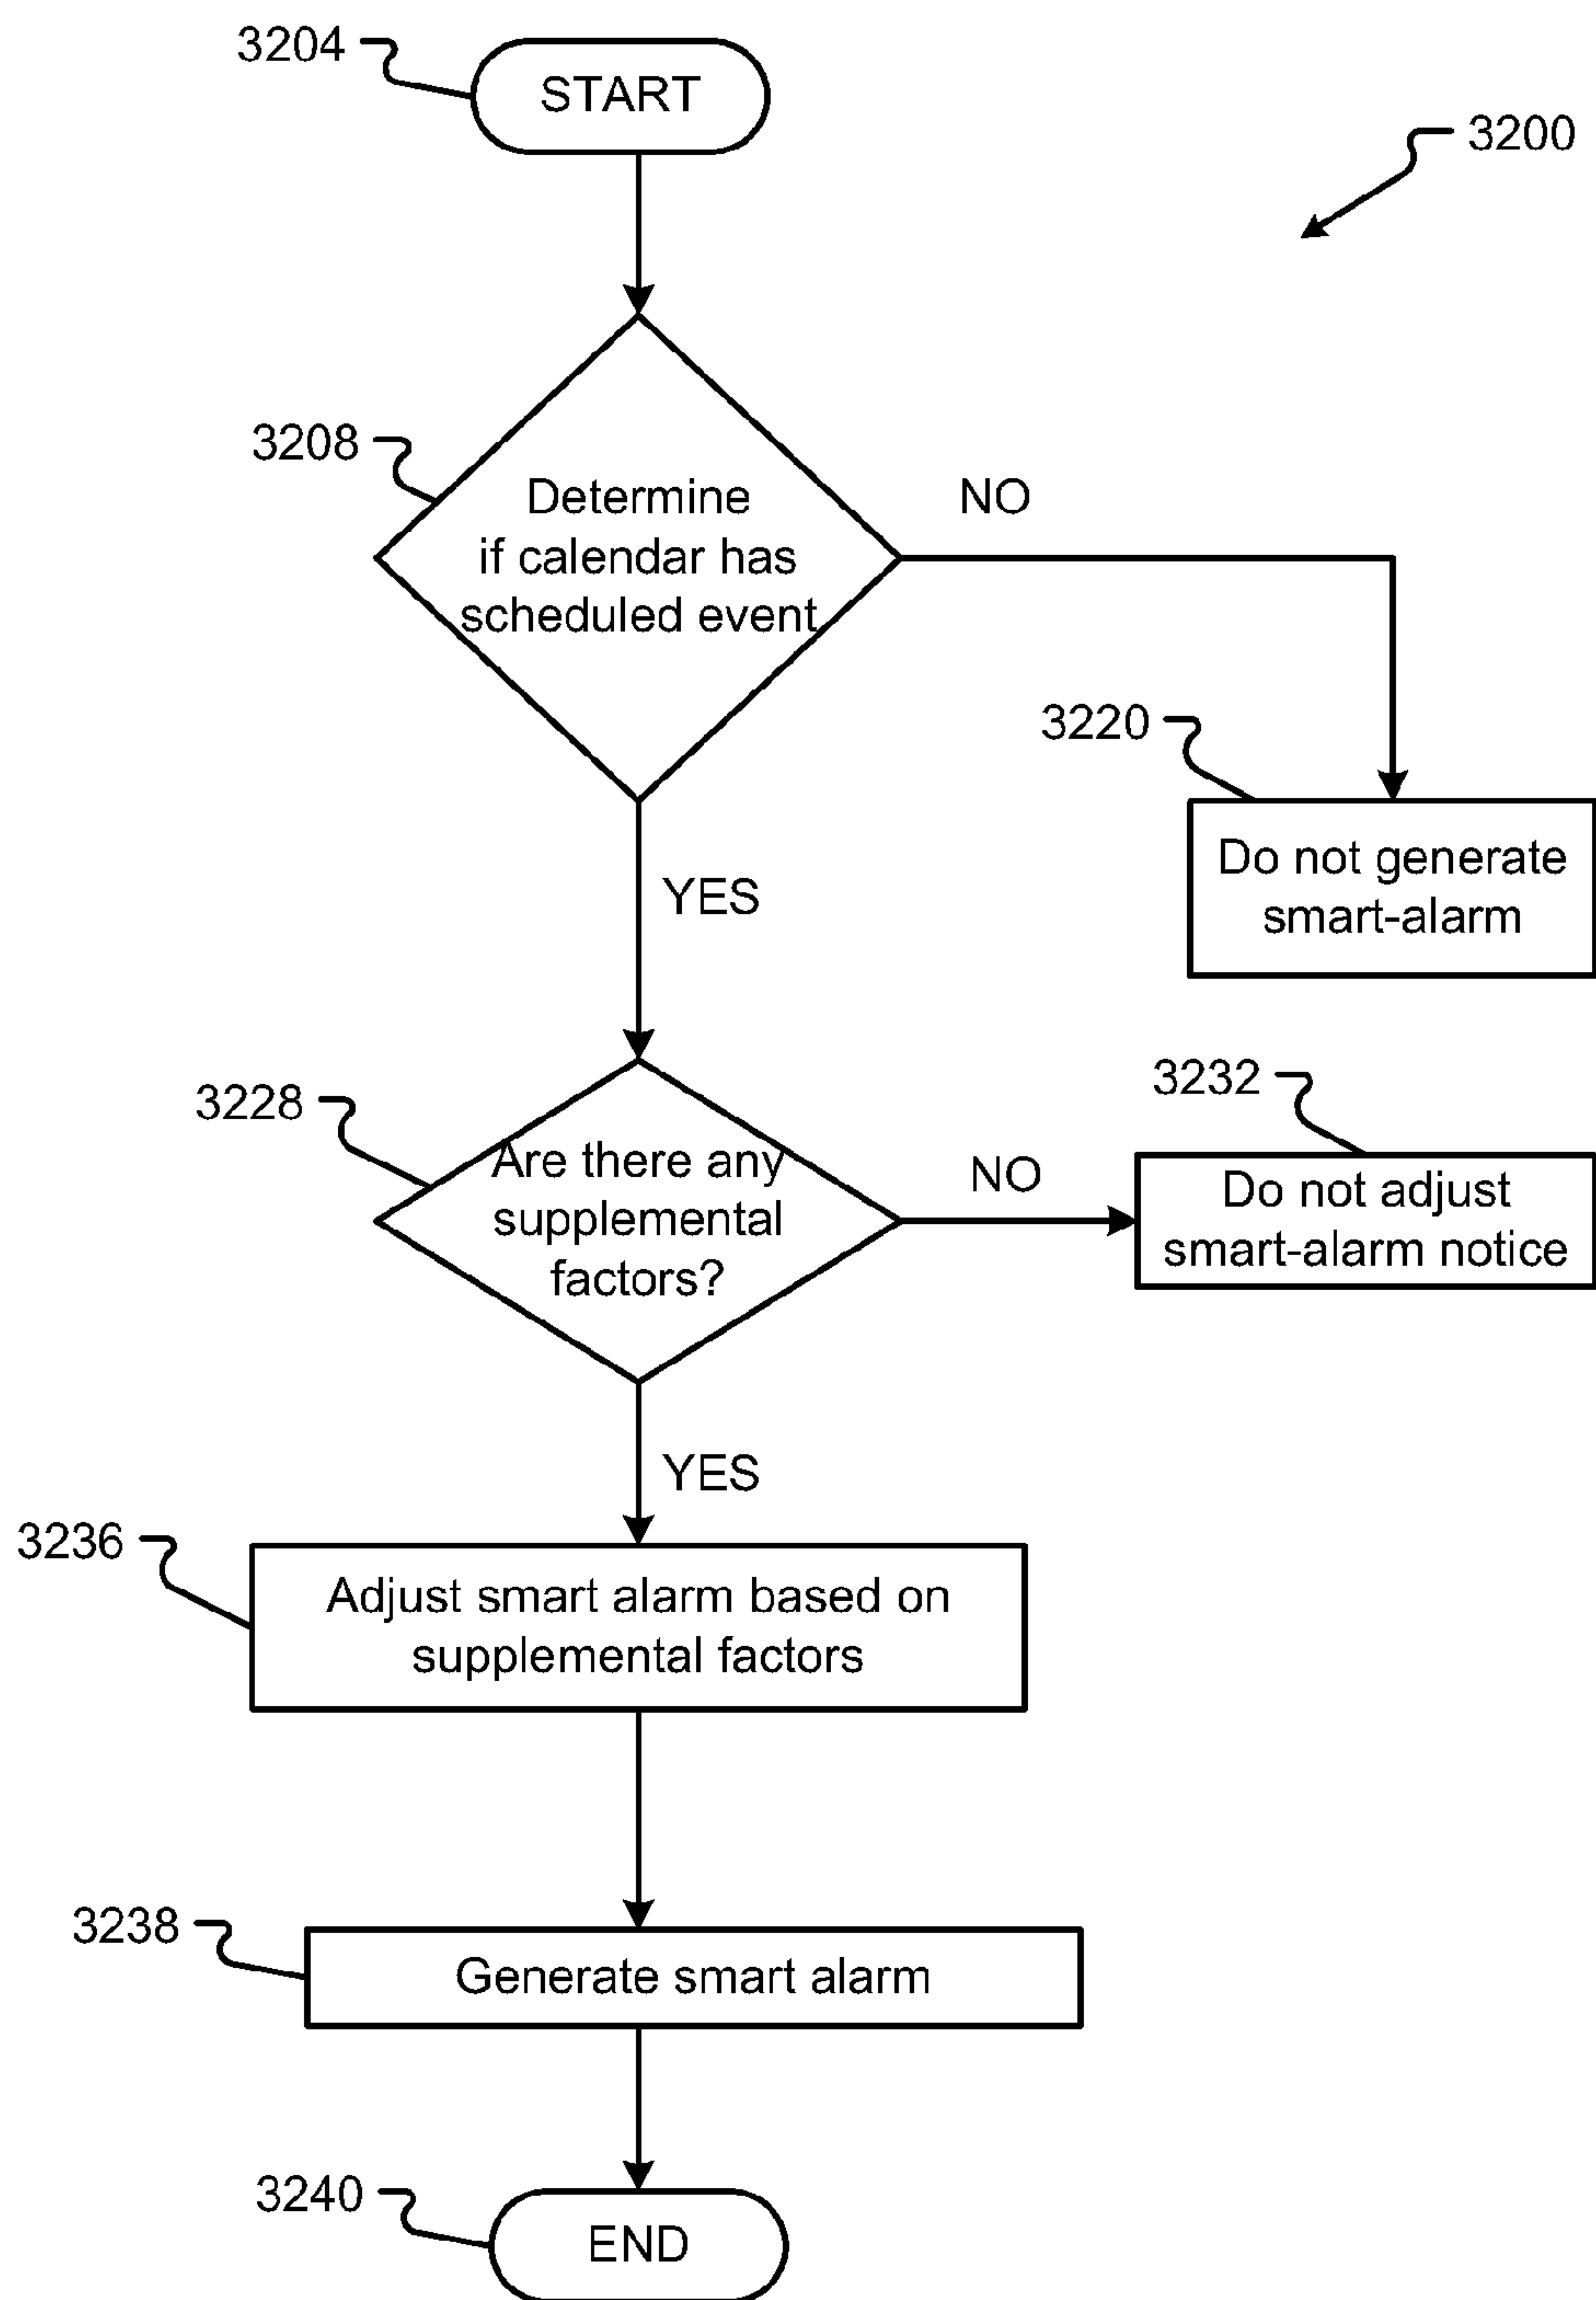 3204
START
3200
3208
Determine
if calendar has
scheduled event
NO
3220
Do not generate
smart-alarm
YES
3228
Are there any
supplemental
factors?
NO
3232
Do not adjust
smart-alarm notice
YES
3236
Adjust smart alarm based on
supplemental factors
3238
Generate smart alarm
3240
END